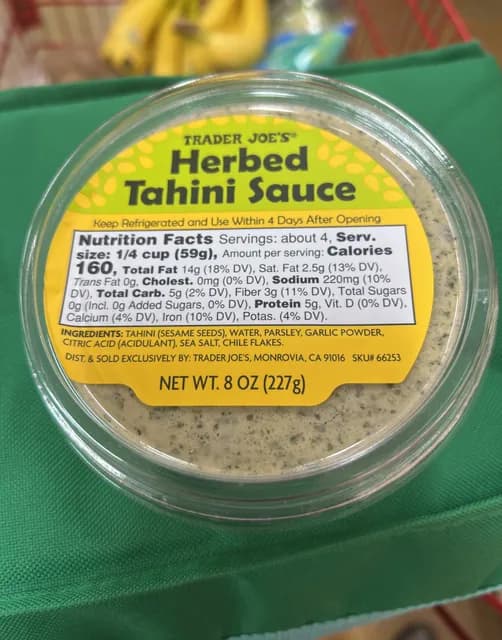 TRADER JOE'S®
Herbed
Tahini Sauce
Keep Refrigerated and Use Within 4 Days After Opening
Nutrition Facts Servings: about 4, Serv.
size: 1/4 cup (59g), Amount per serving: Calories
160, Total Fat 14g (18% DV), Sat. Fat 2.5g (13% DV),
Trans Fat 0g, Cholest. 0mg (0% DV), Sodium 220mg (10%
DV), Total Carb. 5g (2% DV), Fiber 3g (11% DV), Total Sugars
0g (Incl. 0g Added Sugars, 0% DV), Protein 5g, Vit. D (0% DV),
Calcium (4% DV), Iron (10% DV), Potas. (4% DV).
INGREDIENTS: TAHINI (SESAME SEEDS), WATER, PARSLEY, GARLIC POWDER,
CITRIC ACID (ACIDULANT), SEA SALT, CHILE FLAKES.
DIST. & SOLD EXCLUSIVELY BY: TRADER JOE'S, MONROVIA, CA 91016 SKU# 66253
NET WT. 8 OZ (227g)